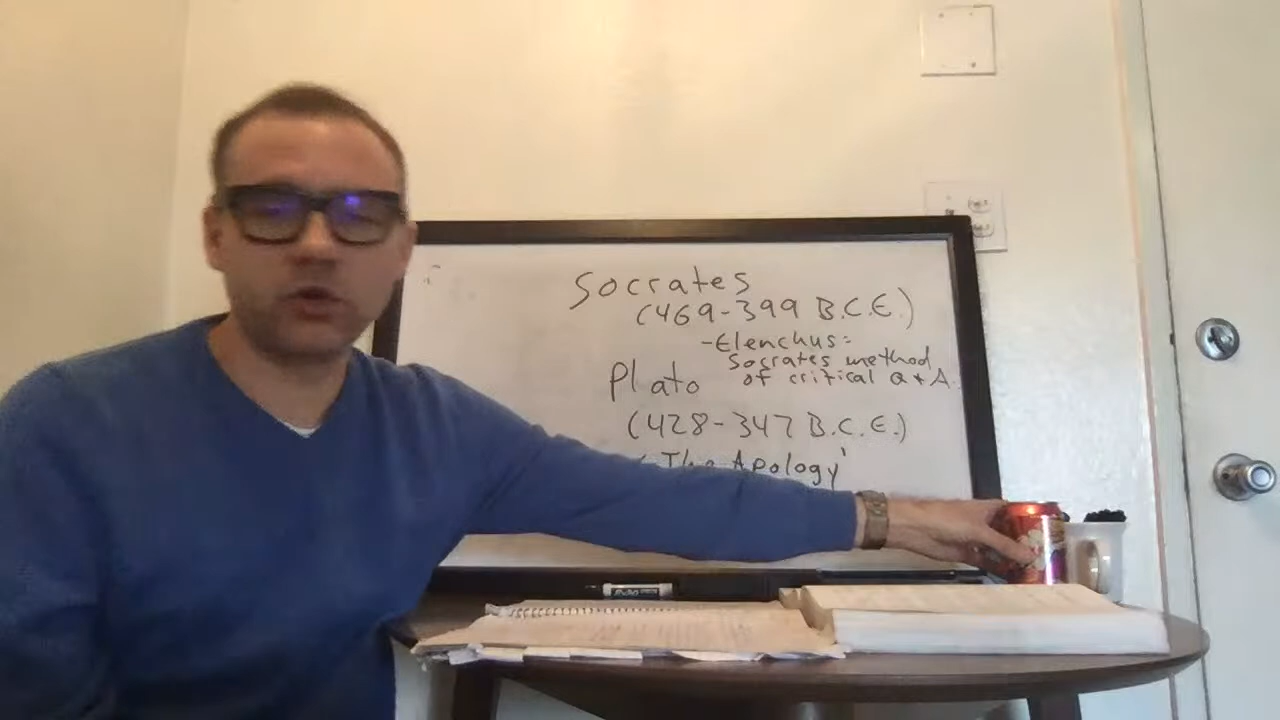 Socrates
(469-399 B.C.E.)
-Elenchus:
Socrates method
of critical Q + A.
Plato
(428-347 B.C.E.)
- The Apology'